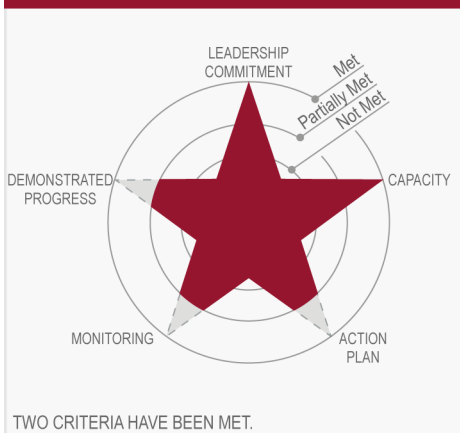 LEADERSHIP
COMMITMENT
Met
Partially Met
Not Met
DEMONSTRATED
PROGRESS
CAPACITY
MONITORING
ACTION
PLAN
TWO CRITERIA HAVE BEEN MET.